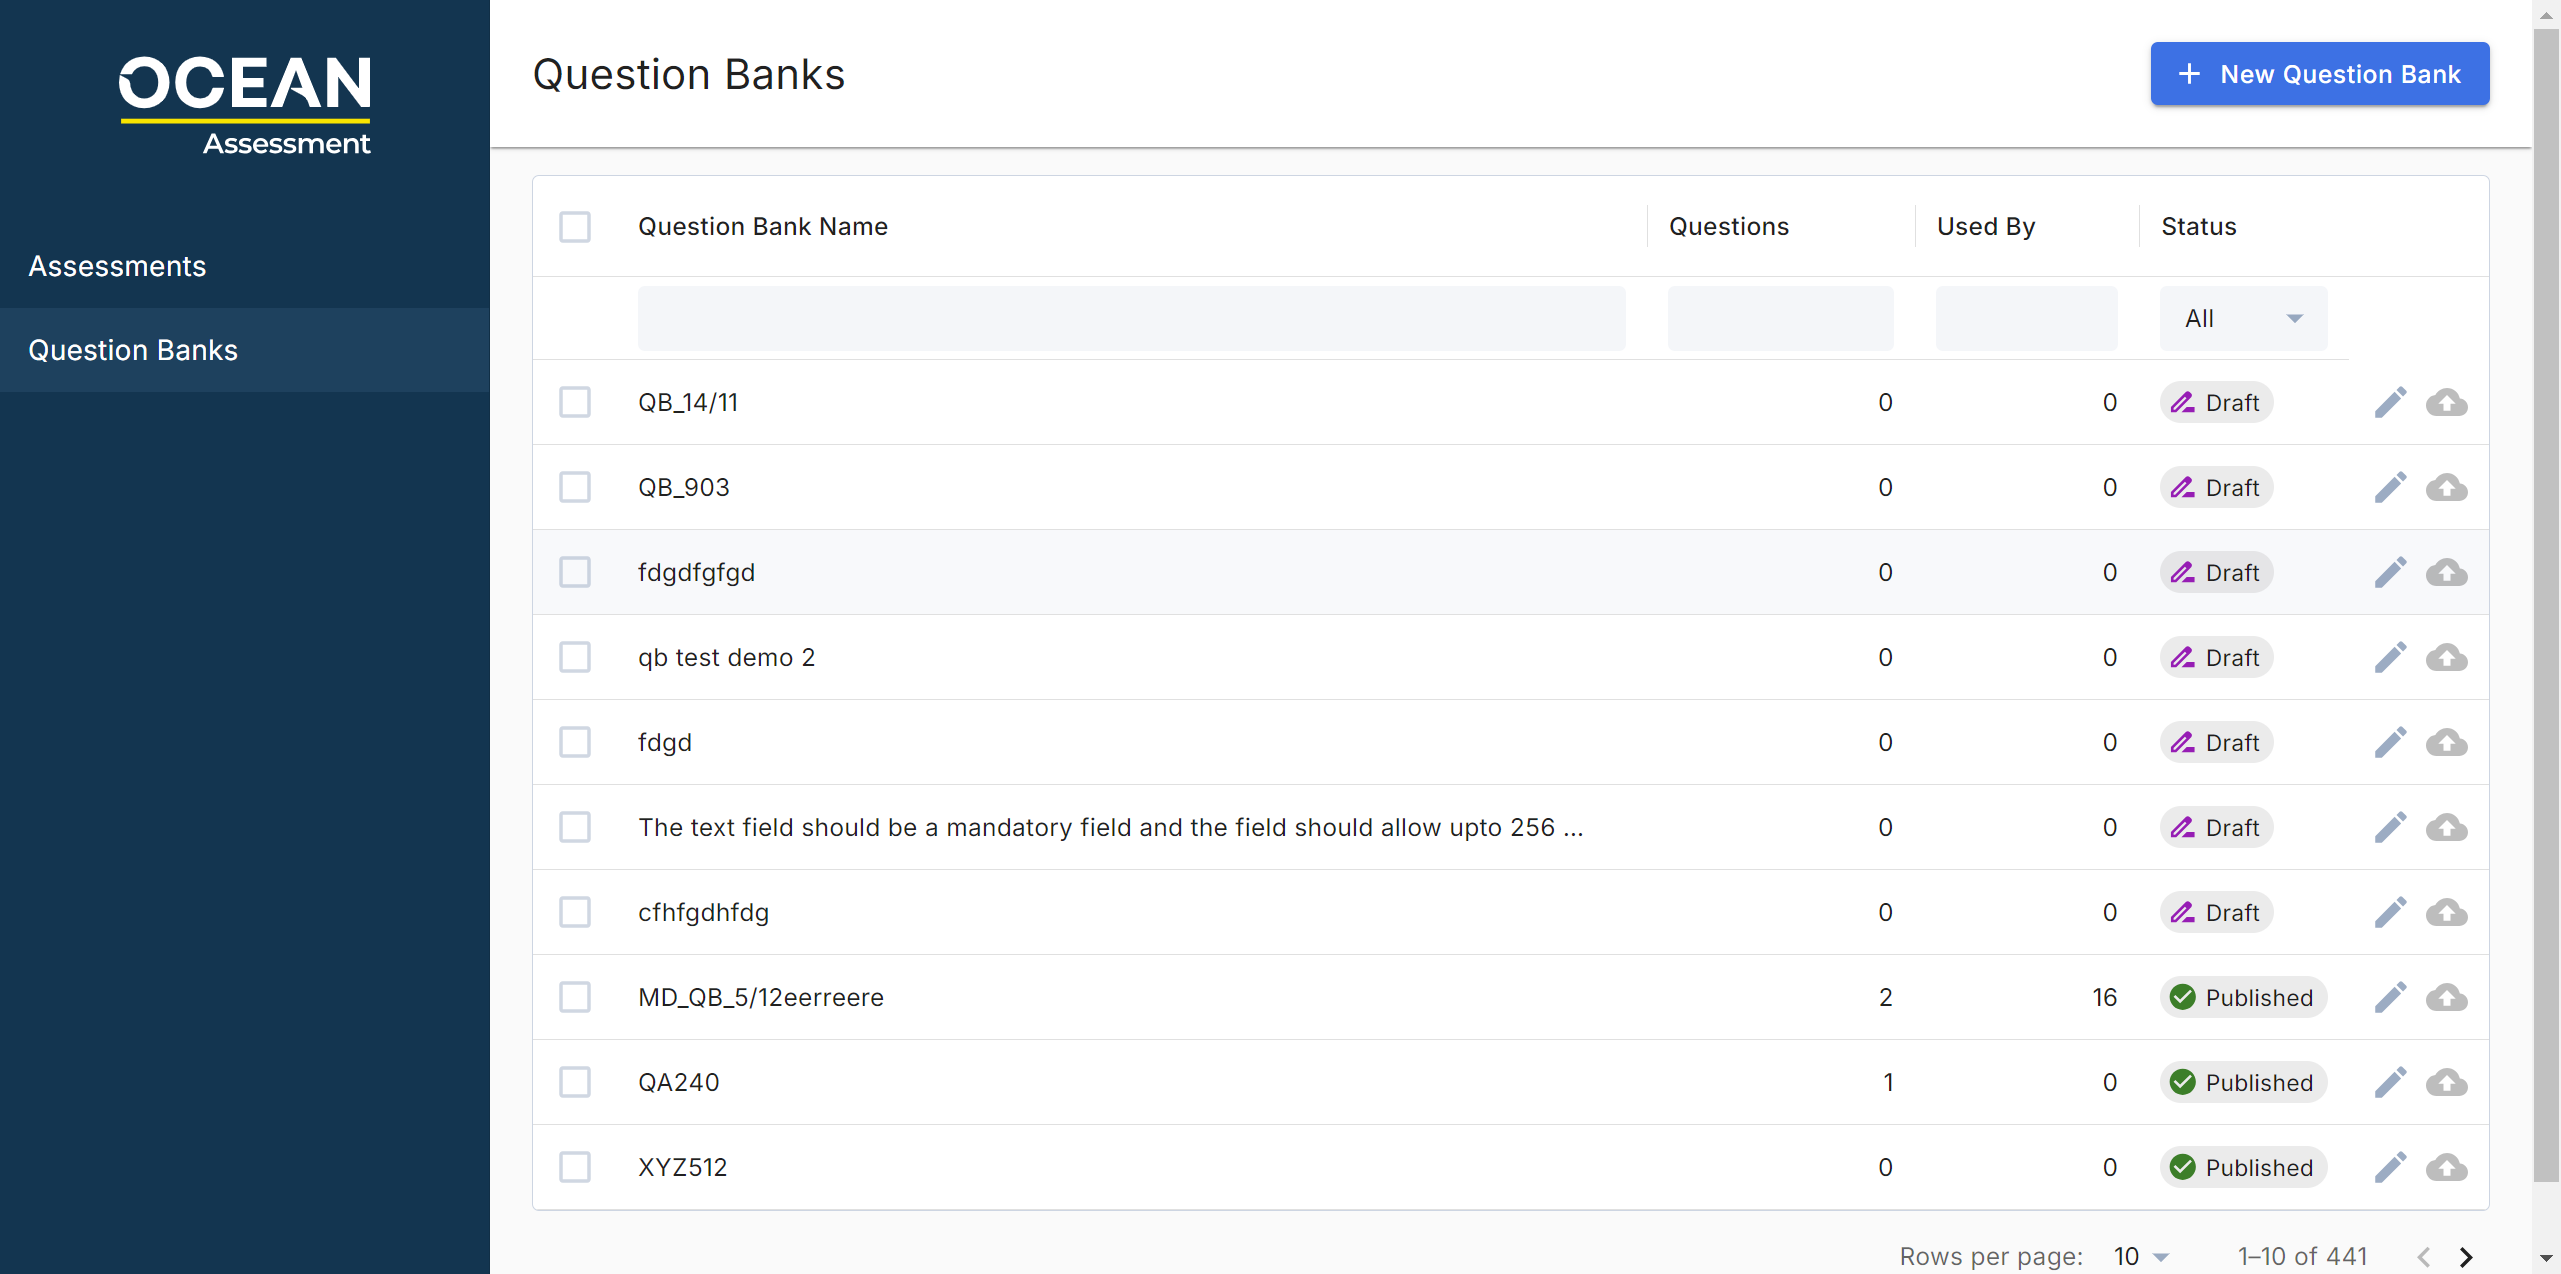 OCEAN
Assessment
Assessments
Question Banks
Question Banks
New Question Bank
Question Bank Name Questions Used By Status
All
QB_14/11 0 0 Draft
QB_903 0 0 Draft
fdgdfgfgd 0 0 Draft
qb test demo 2 0 0 Draft
fdgd 0 0 Draft
The text field should be a mandatory field and the field should allow upto 256 ... 0 0 Draft
cfhfgdhfdg 0 0 Draft
MD_QB_5/12eerreere 2 16 Published
QA240 1 0 Published
XYZ512 0 0 Published
Rows per page: 10 1–10 of 441